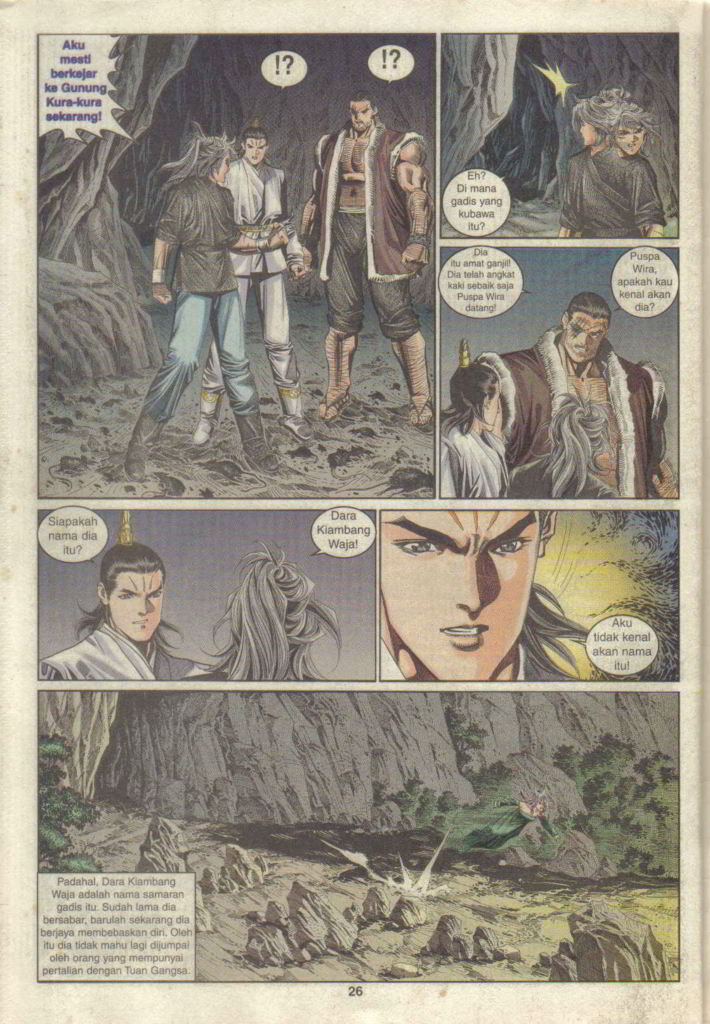 Aku
mesti
berkejar
ke Gunung
Kura-kura
sekarang!
!?
!?
Eh?
Di mana
gadis yang
kubawa
itu?
Dia
itu amat ganjil!
Dia telah angkat
kaki sebaik saja
Puspa Wira
datang!
Puspa
Wira,
apakah kau
kenal akan
dia?
Siapakah
nama dia
itu?
Dara
Kiambang
Waja!
Aku
tidak kenal
akan nama
itu!
Padahal, Dara Kiambang
Waja adalah nama samaran
gadis itu. Sudah lama dia
bersabar, barulah sekarang dia
berjaya membebaskan diri. Oleh
itu dia tidak mahu lagi dijumpai
oleh orang yang mempunyai
pertalian dengan Tuan Gangsa.
26